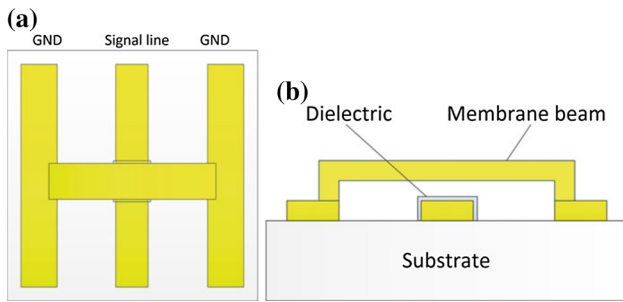 (a)
GND Signal line GND
(b)
Dielectric Membrane beam
Substrate